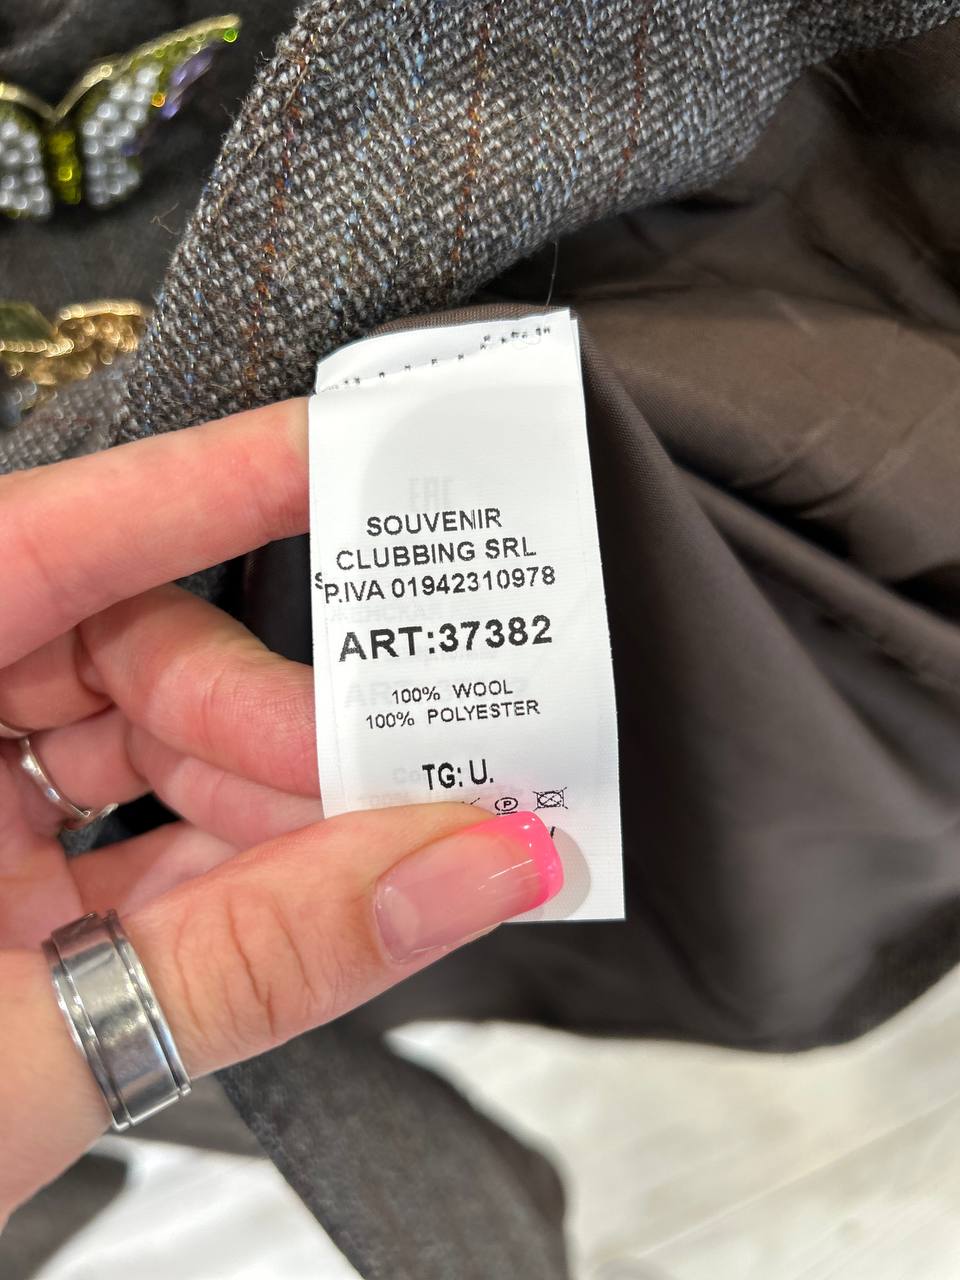 SOUVENIR
CLUBBING SRL
P.IVA 01942310978
ART:37382
100% WOOL
100% POLYESTER
TG: U.